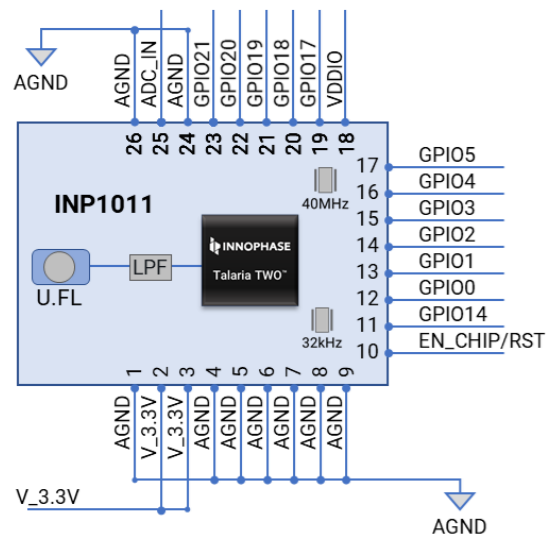 AGND
AGND
ADC_IN
AGND
GPIO21
GPIO20
GPIO19
GPIO18
GPIO17
VDDIO
26
25
24
23
22
21
20
19
18
17
GPIO5
16
GPIO4
15
GPIO3
14
GPIO2
13
GPIO1
12
GPIO0
11
GPIO14
10
EN_CHIP/RST
INP1011
40MHz
INNOPHASE
Talaria TWO™
LPF
U.FL
32kHz
1
2
3
4
5
6
7
8
9
AGND
V_3.3V
V_3.3V
AGND
AGND
AGND
AGND
AGND
AGND
V_3.3V
AGND